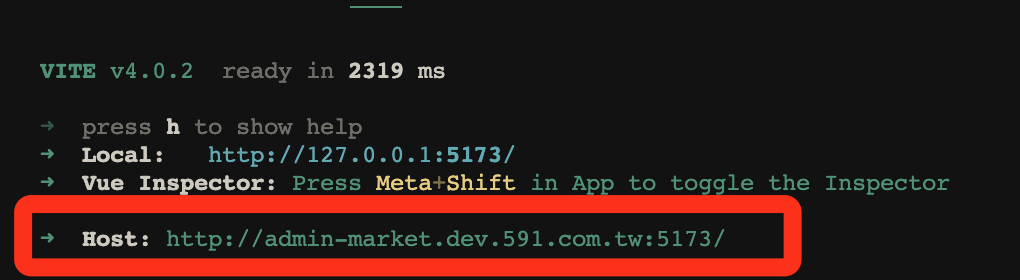 VITE v4.0.2  ready in 2319 ms
➜  press h to show help
➜  Local:   http://127.0.0.1:5173/
➜  Vue Inspector: Press Meta+Shift in App to toggle the Inspector
➜  Host: http://admin-market.dev.591.com.tw:5173/